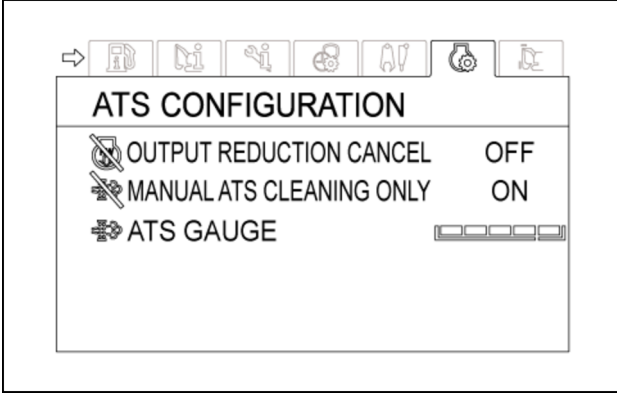 ATS CONFIGURATION
OUTPUT REDUCTION CANCEL OFF
MANUAL ATS CLEANING ONLY ON
ATS GAUGE